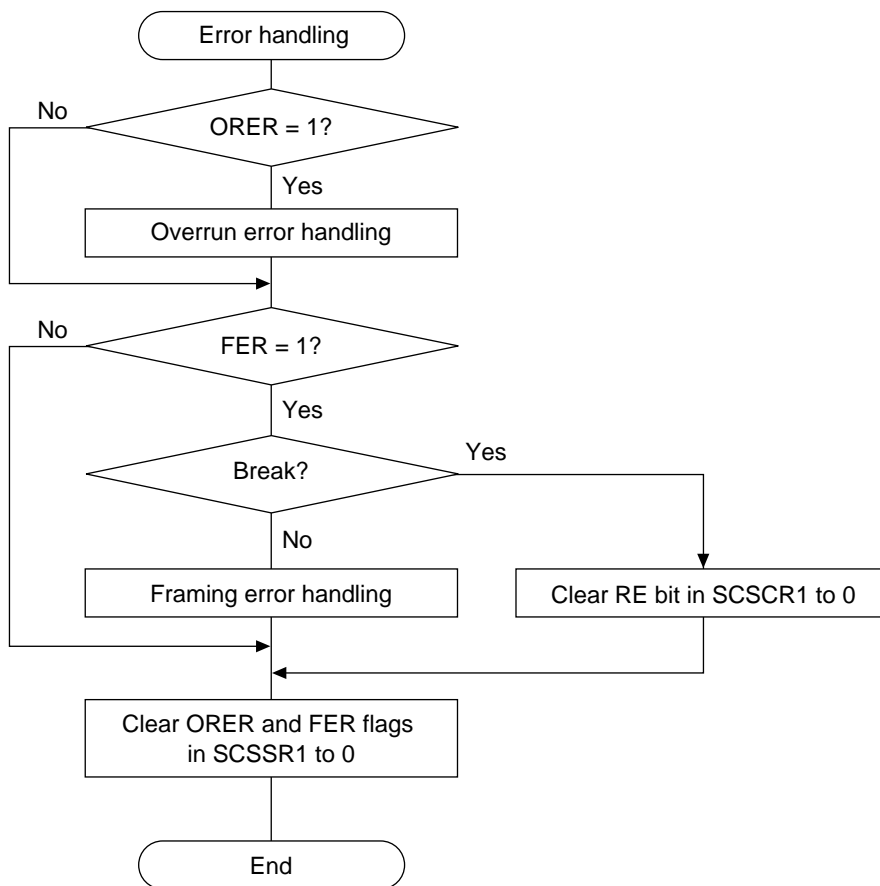 Error handling
No
ORER = 1?
Yes
Overrun error handling
No
FER = 1?
Yes
Yes
Break?
No
Framing error handling
Clear RE bit in SCSCR1 to 0
Clear ORER and FER flags
in SCSSR1 to 0
End